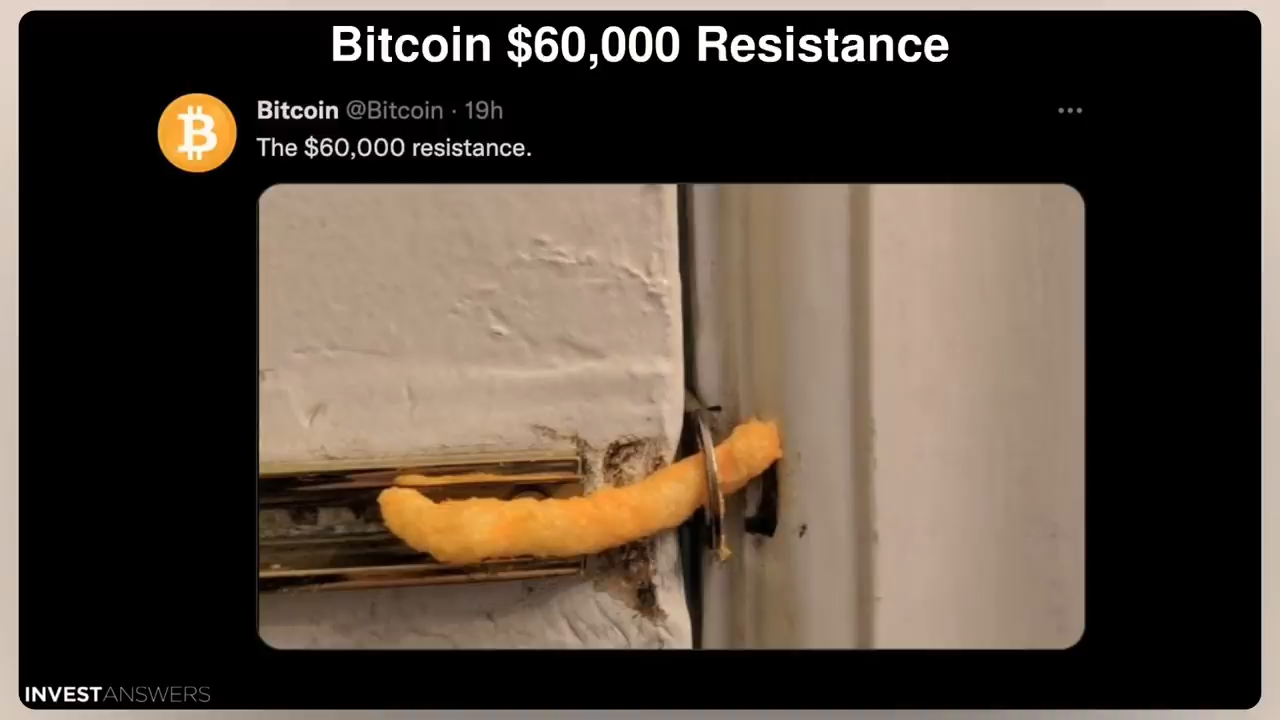 Bitcoin $60,000 Resistance
Bitcoin @Bitcoin · 19h
The $60,000 resistance.
INVESTANSWERS